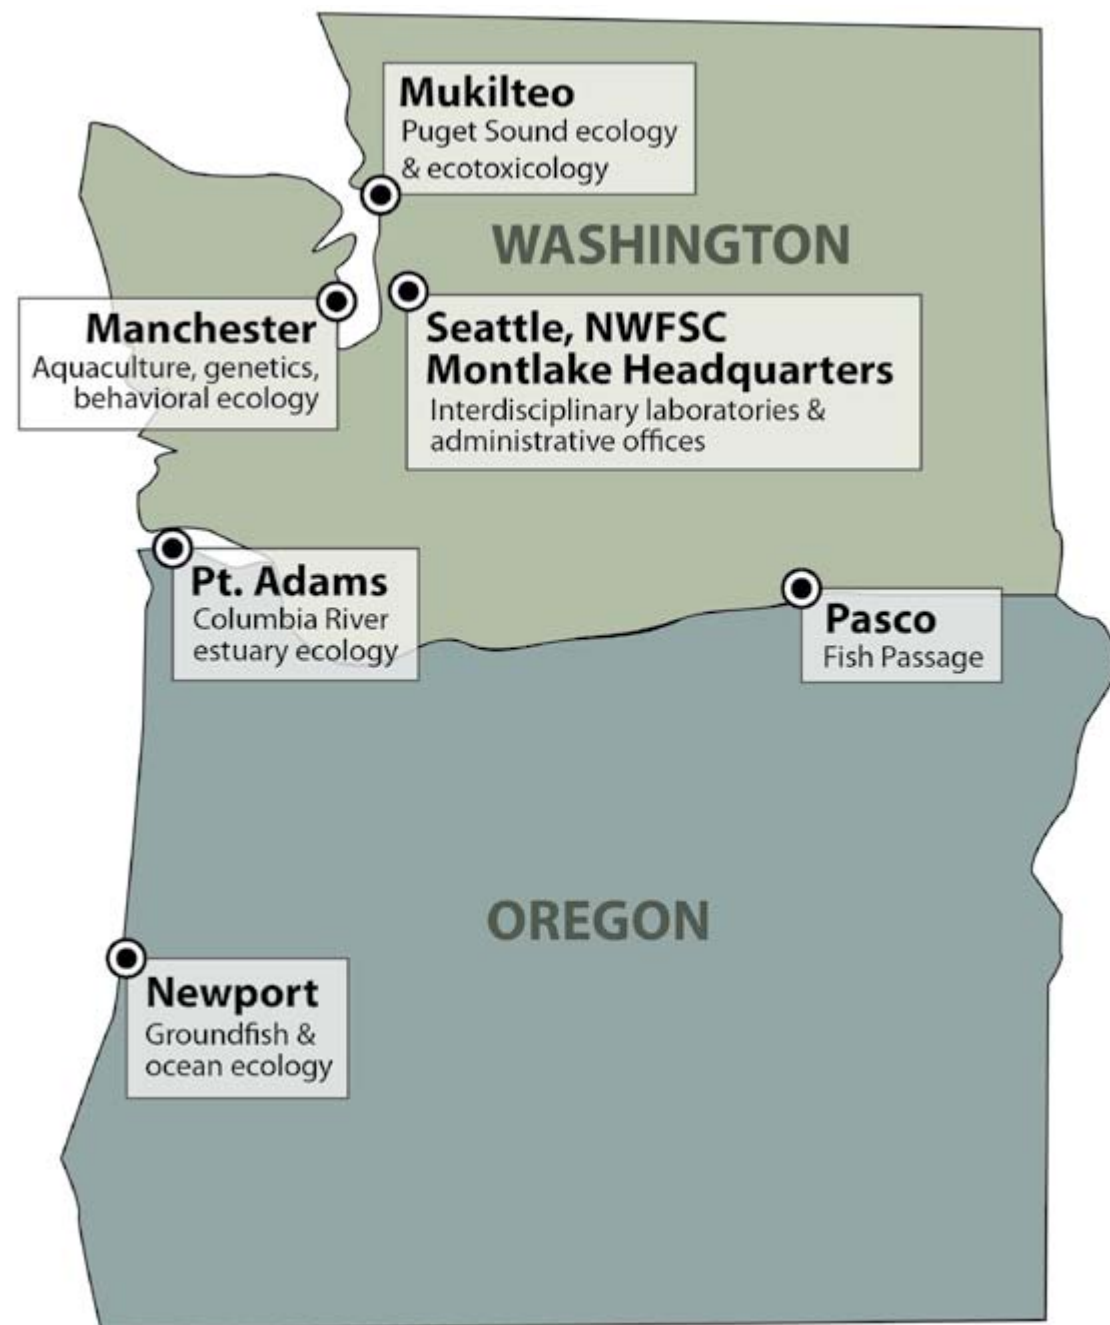 Mukilteo
Puget Sound ecology
& ecotoxicology
WASHINGTON
Manchester
Aquaculture, genetics,
behavioral ecology
Seattle, NWFSC
Montlake Headquarters
Interdisciplinary laboratories &
administrative offices
Pt. Adams
Columbia River
estuary ecology
Pasco
Fish Passage
OREGON
Newport
Groundfish &
ocean ecology